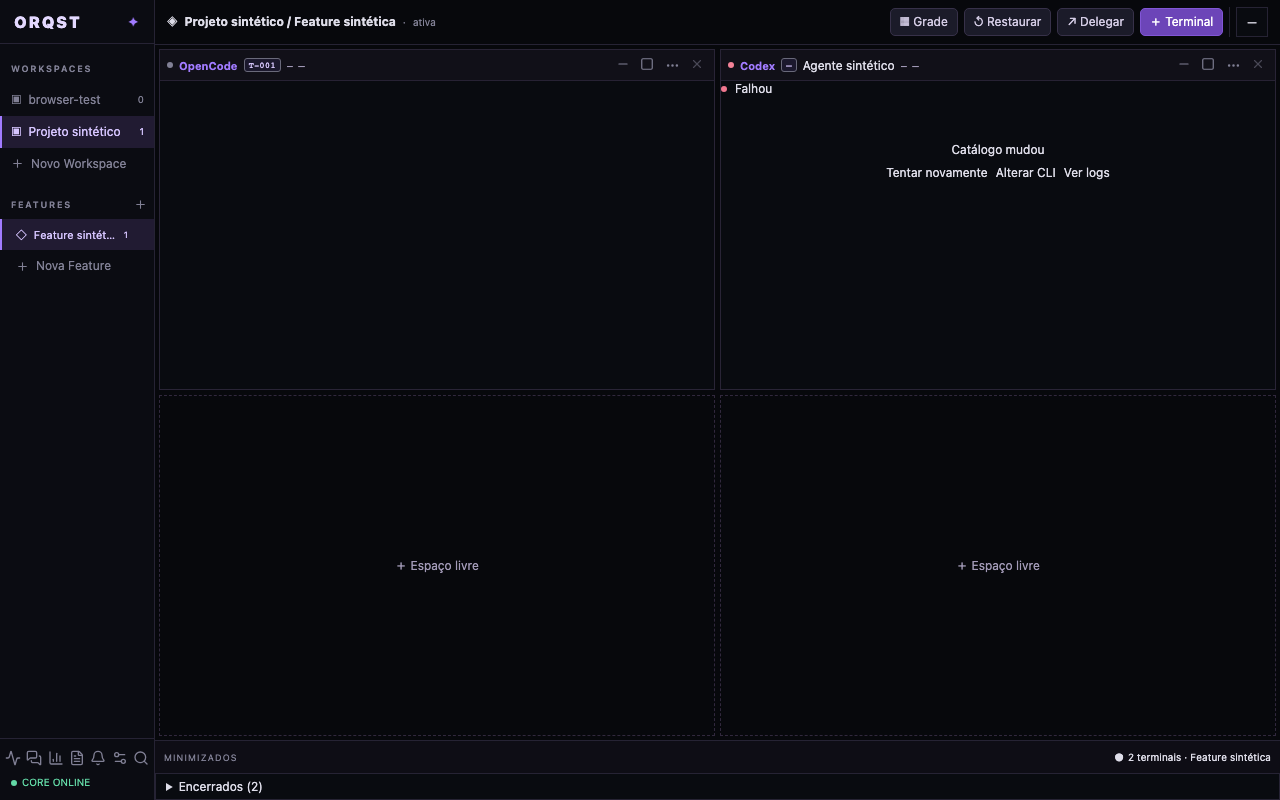 ORQST
Projeto sintético / Feature sintética · ativa
Grade
Restaurar
Delegar
+ Terminal
WORKSPACES
browser-test 0
Projeto sintético 1
+ Novo Workspace
FEATURES +
Feature sintét... 1
+ Nova Feature
CORE ONLINE
OpenCode T-001 — —
Codex — Agente sintético — —
Falhou
Catálogo mudou
Tentar novamente Alterar CLI Ver logs
+ Espaço livre
+ Espaço livre
MINIMIZADOS
2 terminais · Feature sintética
Encerrados (2)